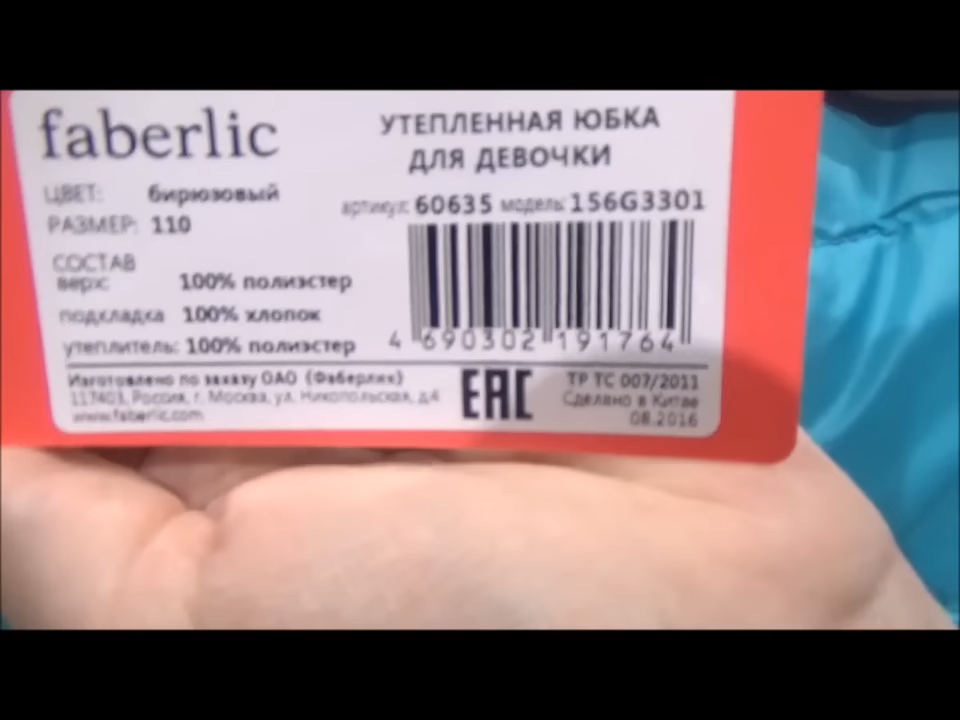 faberlic
УТЕПЛЕННАЯ ЮБКА
ДЛЯ ДЕВОЧКИ
ЦВЕТ: бирюзовый
РАЗМЕР: 110
артикул: 60635 модель: 156G3301
СОСТАВ
верх: 100% полиэстер
подкладка 100% хлопок
утеплитель: 100% полиэстер
4 690302 191764
Изготовлено по заказу ОАО (Фаберлик)
117403, Россия, г. Москва, ул. Никопольская, д.4
www.faberlic.com
EAC
ТР ТС 007/2011
Сделано в Китае
08.2016